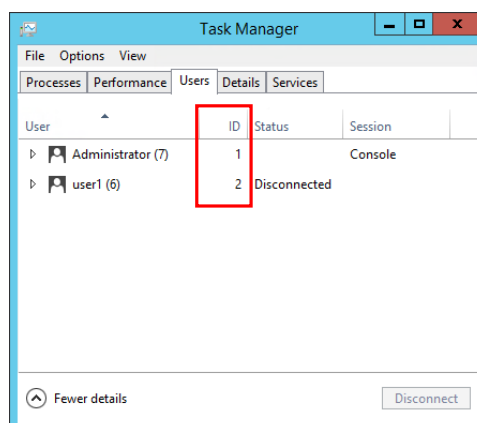 Task Manager
File Options View
Processes Performance Users Details Services
User ID Status Session
Administrator (7) 1 Console
user1 (6) 2 Disconnected
Fewer details Disconnect